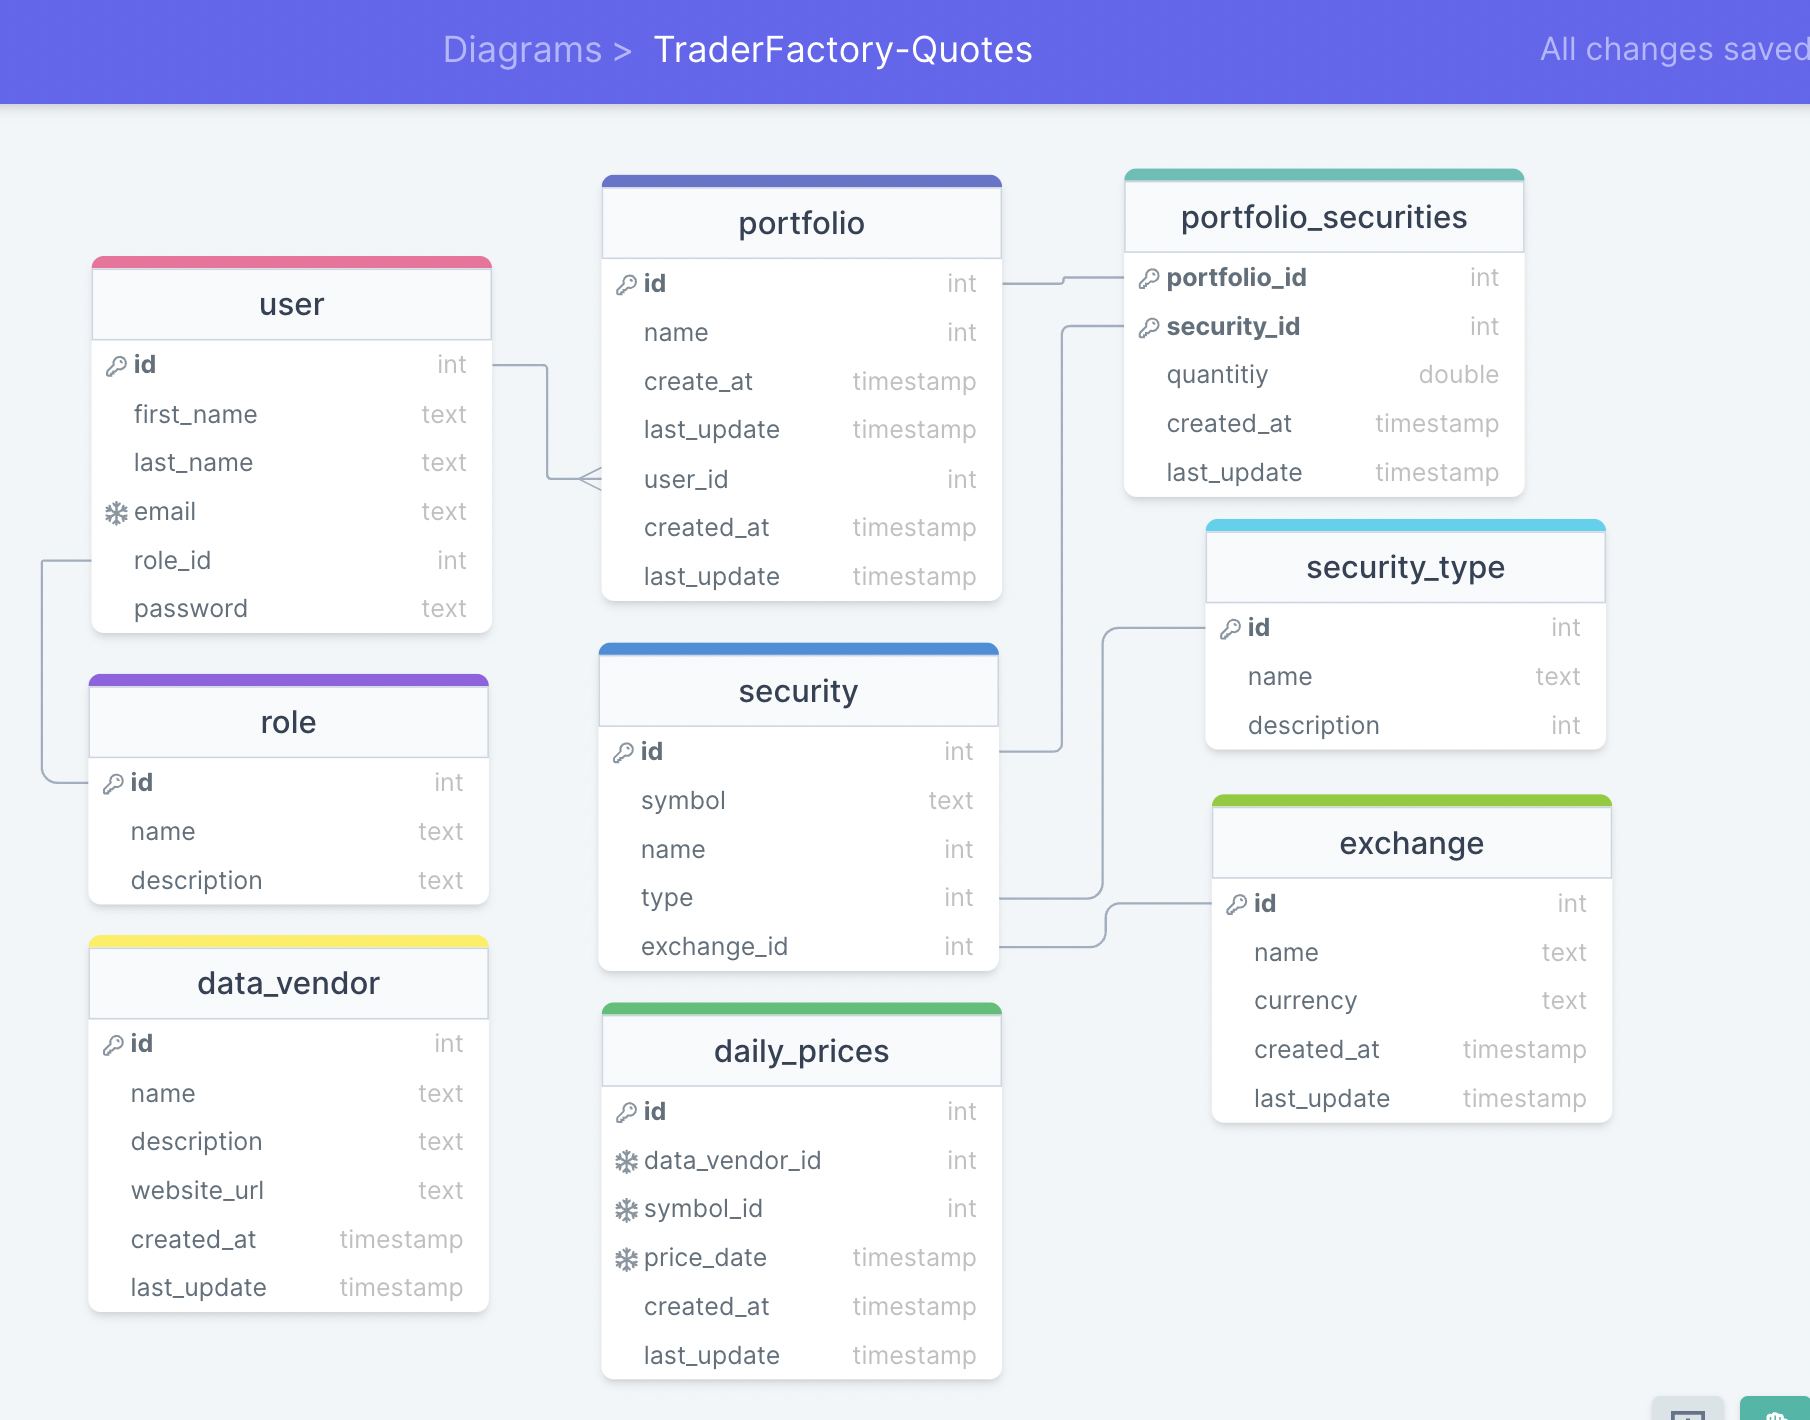 Diagrams > TraderFactory-Quotes
All changes saved
user
id int
first_name text
last_name text
email text
role_id int
password text
role
id int
name text
description text
data_vendor
id int
name text
description text
website_url text
created_at timestamp
last_update timestamp
portfolio
id int
name int
create_at timestamp
last_update timestamp
user_id int
created_at timestamp
last_update timestamp
security
id int
symbol text
name int
type int
exchange_id int
daily_prices
id int
data_vendor_id int
symbol_id int
price_date timestamp
created_at timestamp
last_update timestamp
portfolio_securities
portfolio_id int
security_id int
quantitiy double
created_at timestamp
last_update timestamp
security_type
id int
name text
description int
exchange
id int
name text
currency text
created_at timestamp
last_update timestamp